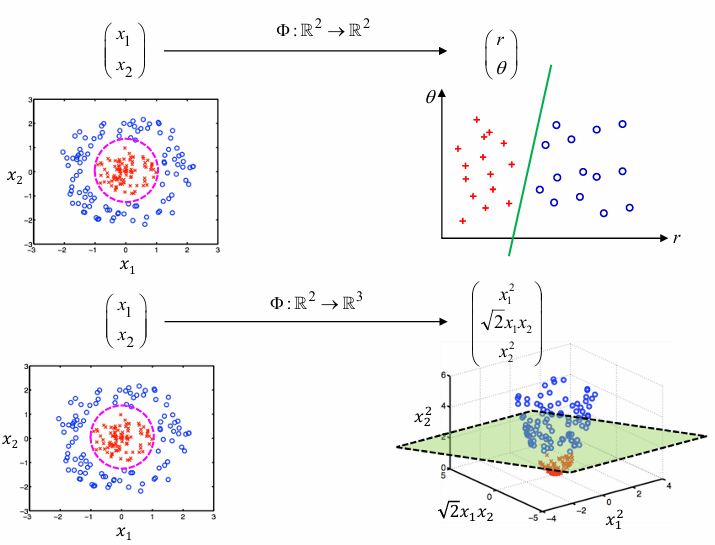 (x₁ x₂) Φ : ℝ² → ℝ² (r θ)
3
2
1
0
−1
−2
−3
−3 −2 −1 0 1 2 3
x₂
x₁
θ
r
(x₁ x₂) Φ : ℝ² → ℝ³ (x₁² √2x₁x₂ x₂²)
3
2
1
0
−1
−2
−3
−3 −2 −1 0 1 2 3
x₂
x₁
6
4
2
0
x₂²
5
0
−5
√2x₁x₂
−4
−2
0
2
4
x₁²